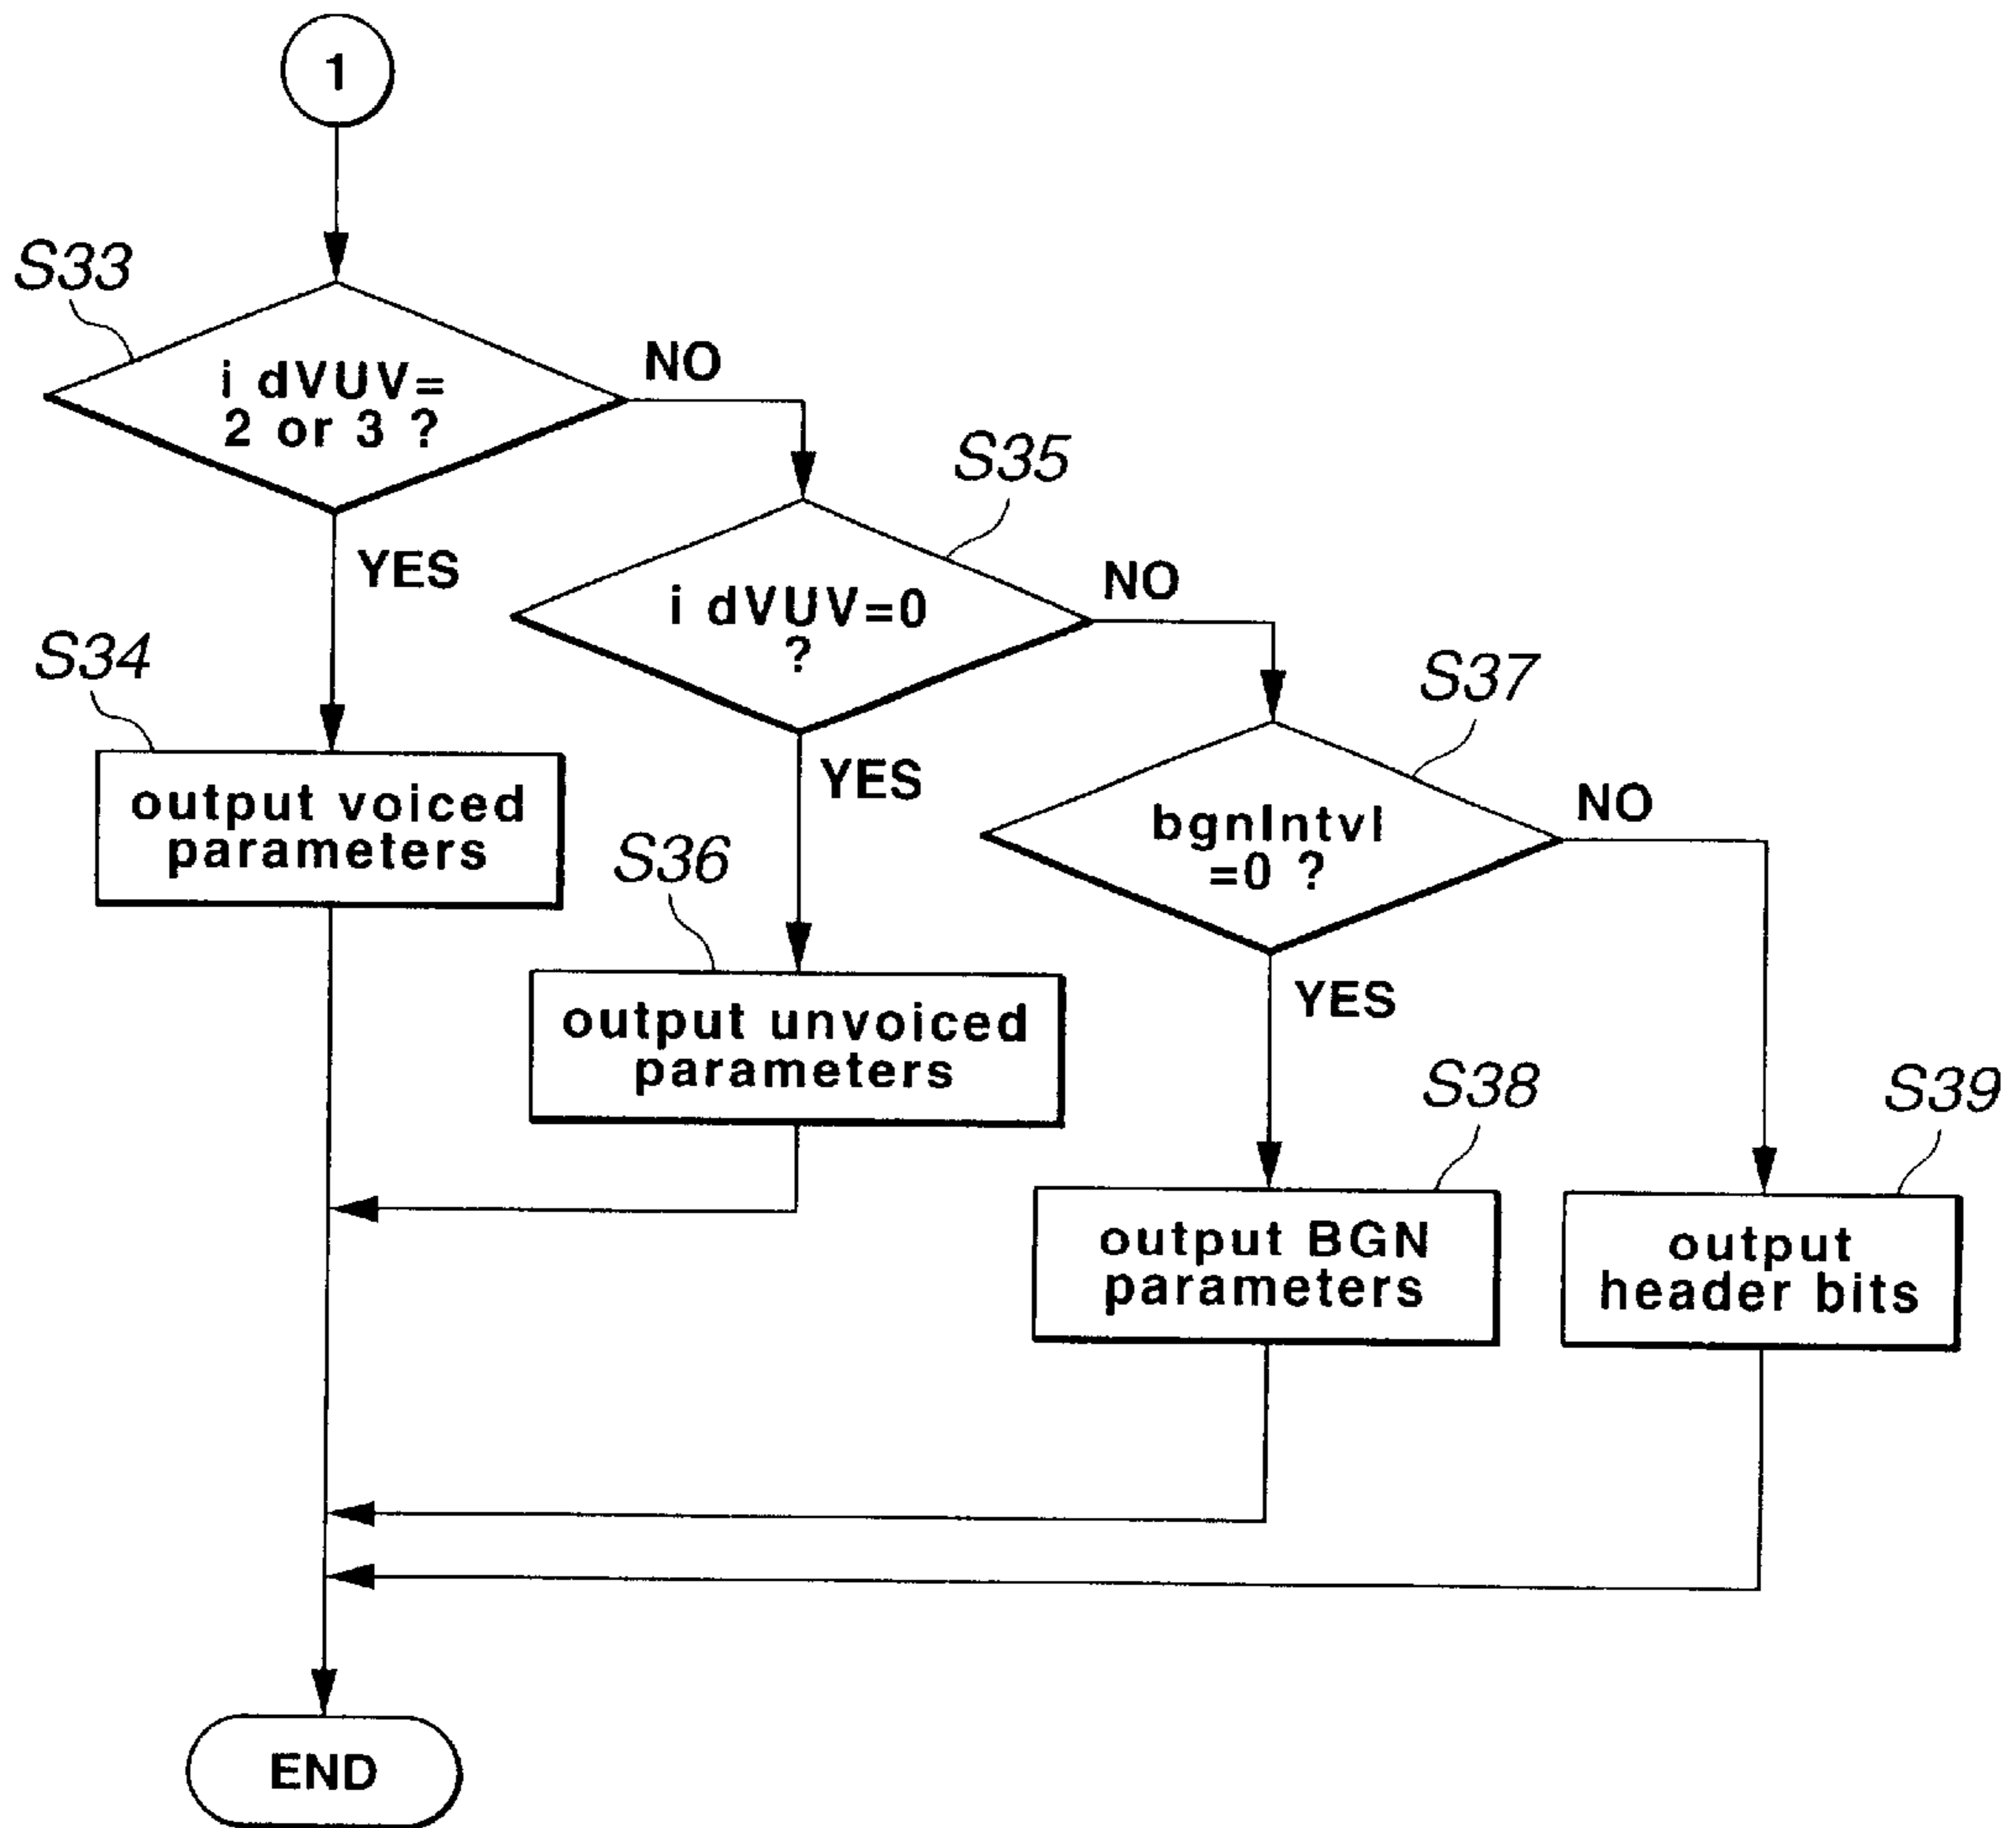 1
S33
i dVUV=
2 or 3 ?
NO
YES
S35
i dVUV=0
?
NO
YES
S34
output voiced
parameters
S37
bgnIntvl
=0 ?
NO
YES
S36
output unvoiced
parameters
S38
output BGN
parameters
S39
output
header bits
END